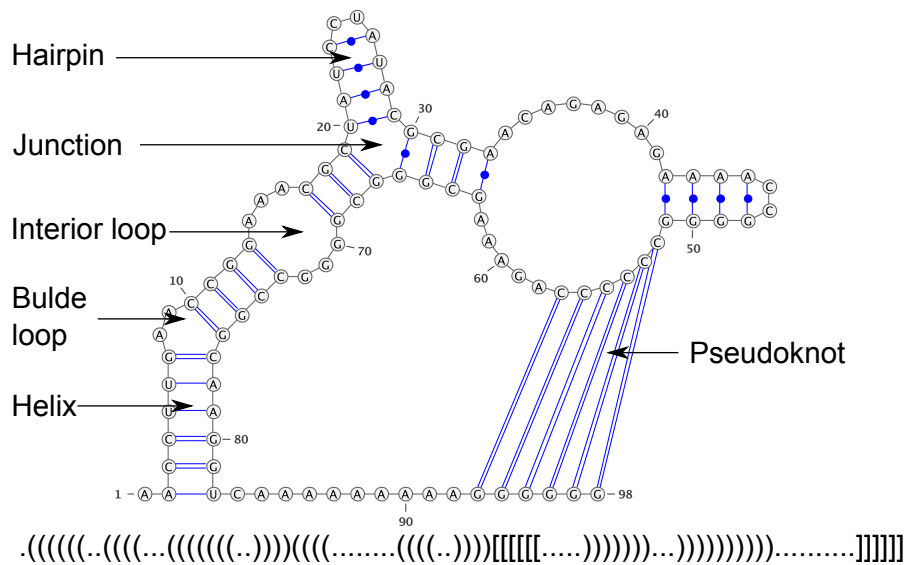 C U
Hairpin
20
30
40
Junction
Interior loop
10
70
60
50
Bulde
loop
Pseudoknot
Helix
80
1
A A U C A A A A A A A A A G G G G G G
98
90
.((((((..((((...(((((((..))))((((........((((..))))[[[[[[.....)))))))...))))))))))..........]]]]]]